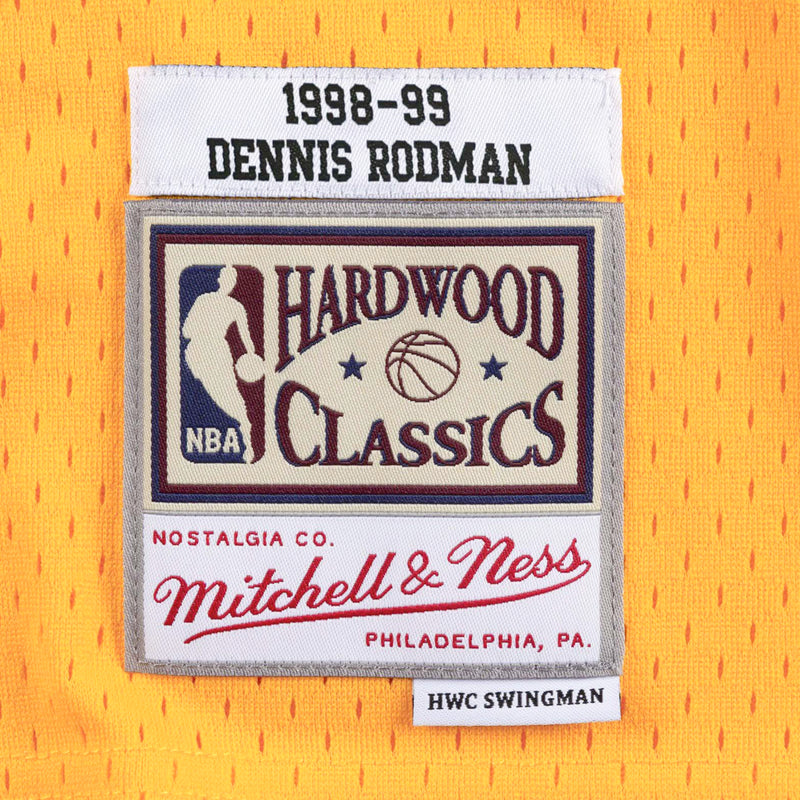 1998-99
DENNIS RODMAN
HARDWOOD
CLASSICS
NBA
NOSTALGIA CO.
Mitchell & Ness
PHILADELPHIA, PA.
HWC SWINGMAN